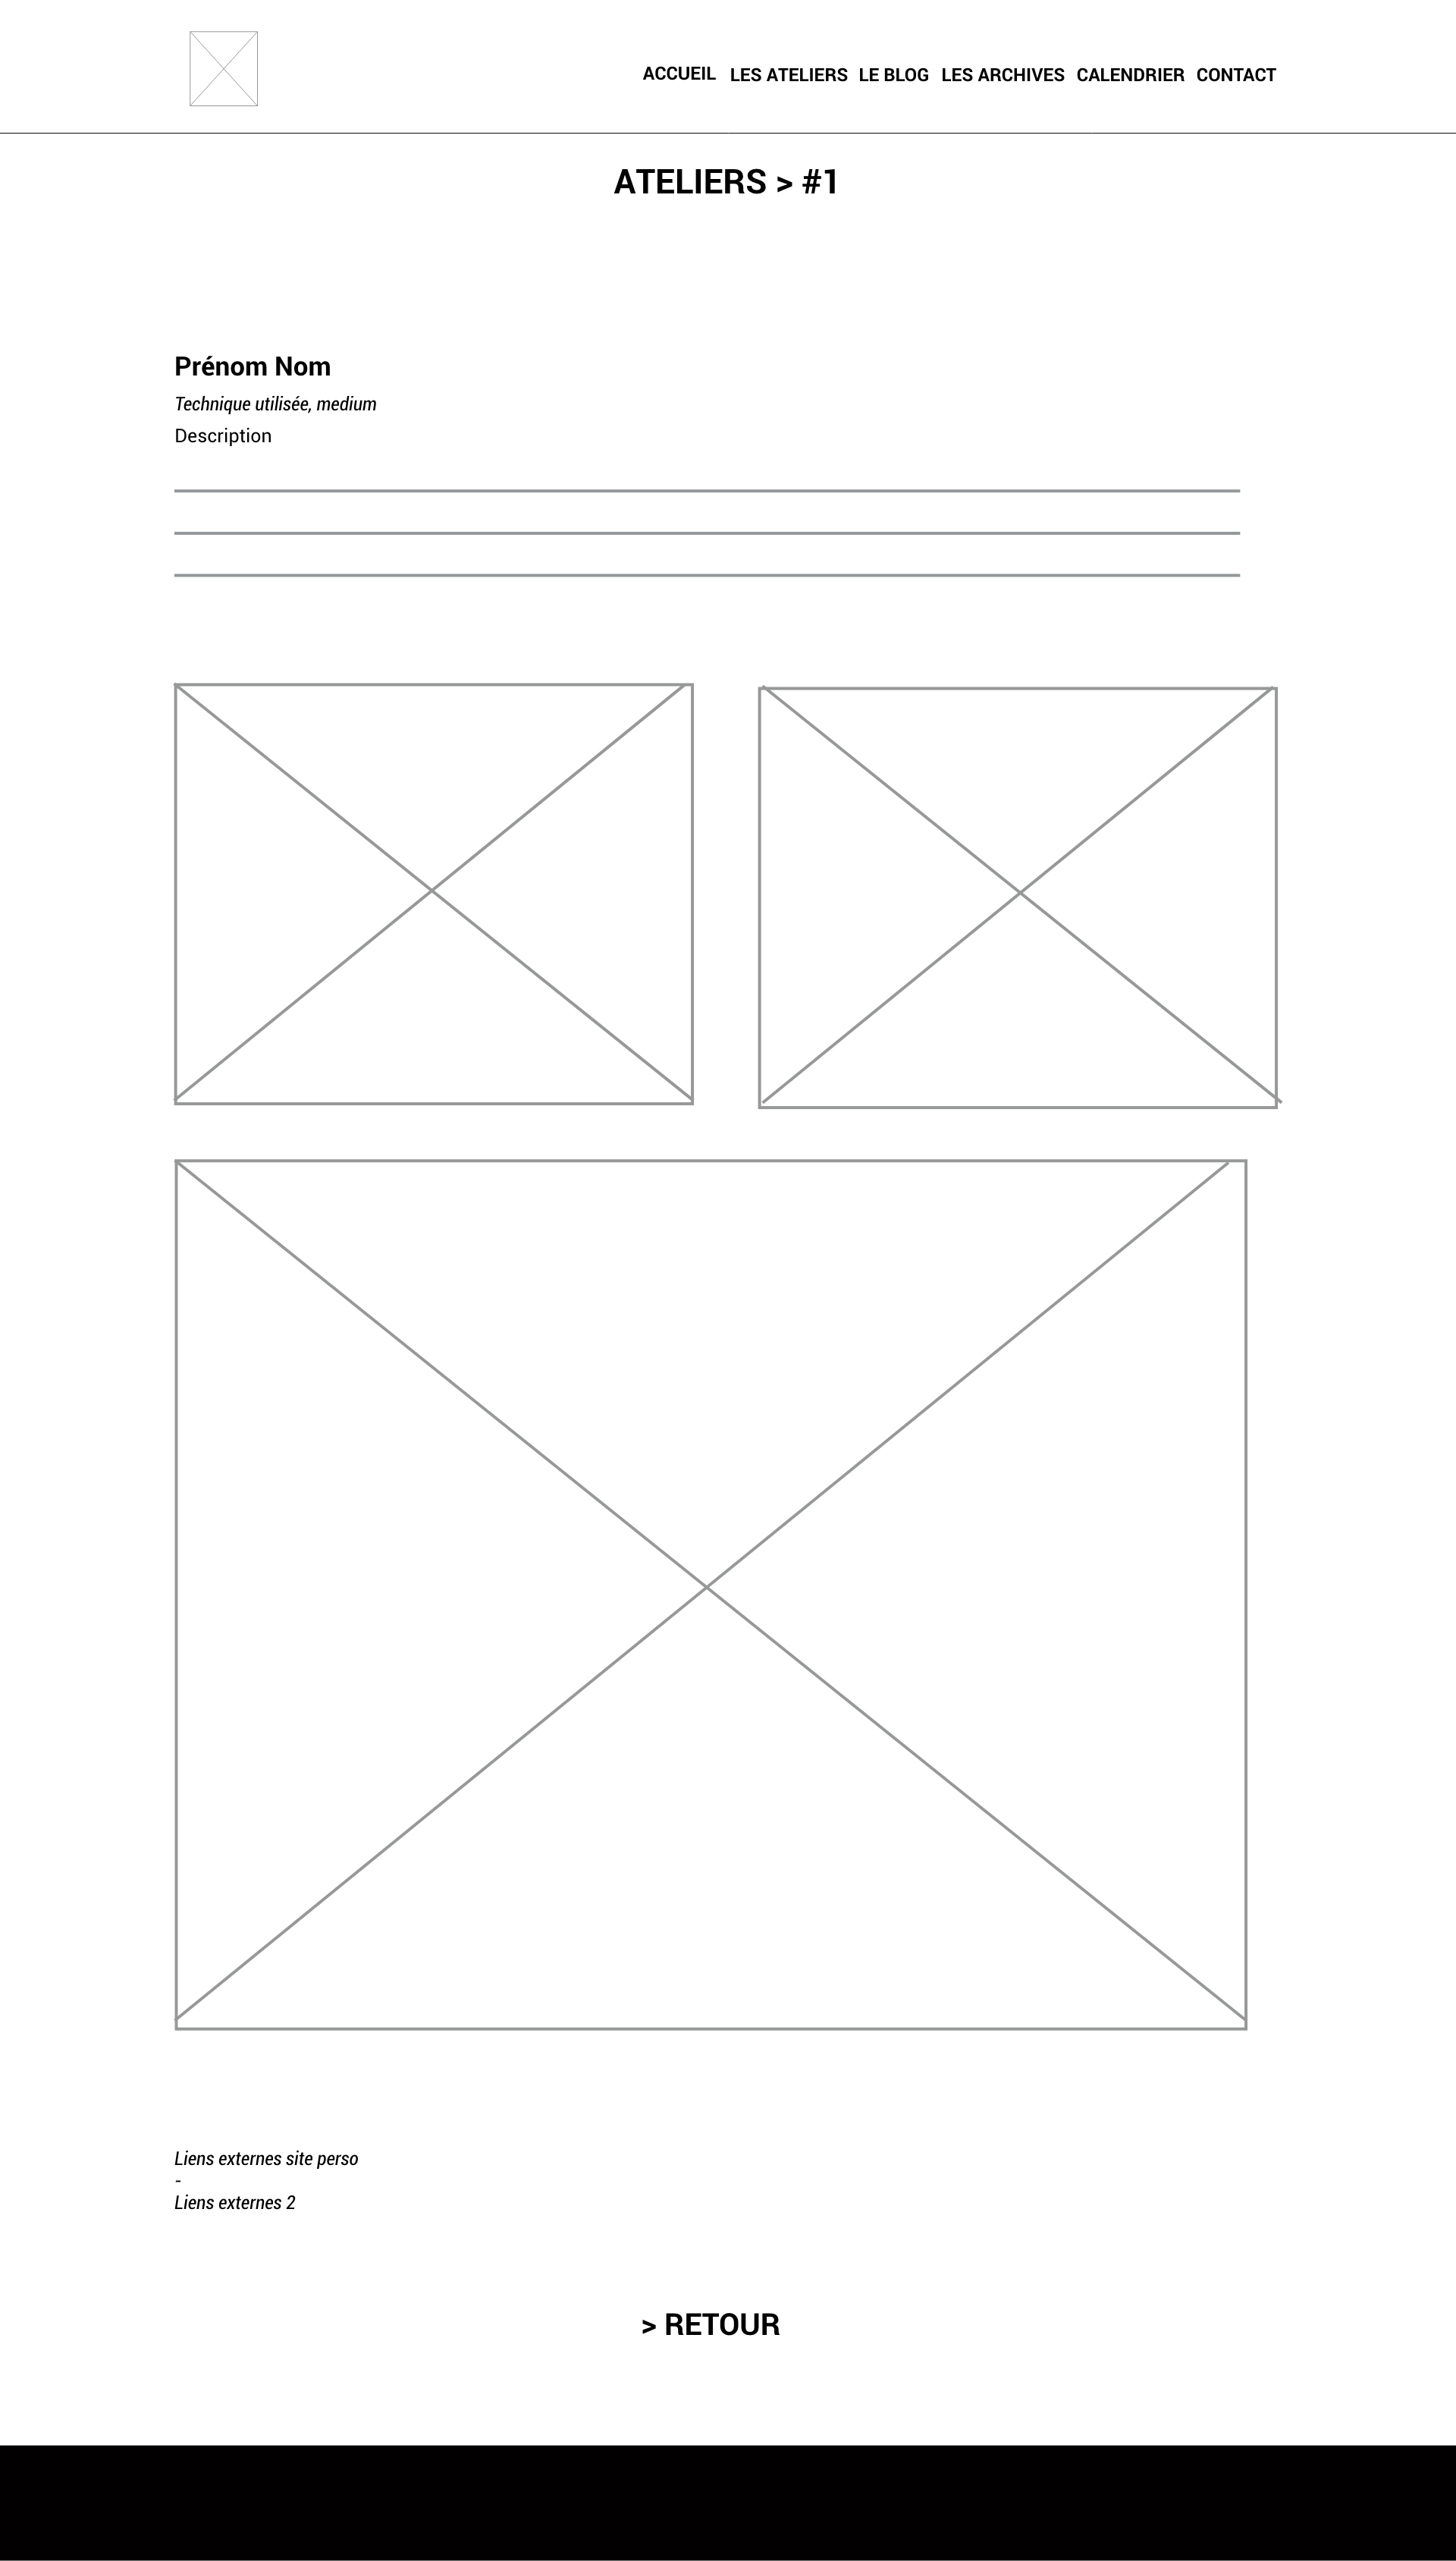 ACCUEIL LES ATELIERS LE BLOG LES ARCHIVES CALENDRIER CONTACT
ATELIERS > #1
Prénom Nom
Technique utilisée, medium
Description
Liens externes site perso
-
Liens externes 2
> RETOUR